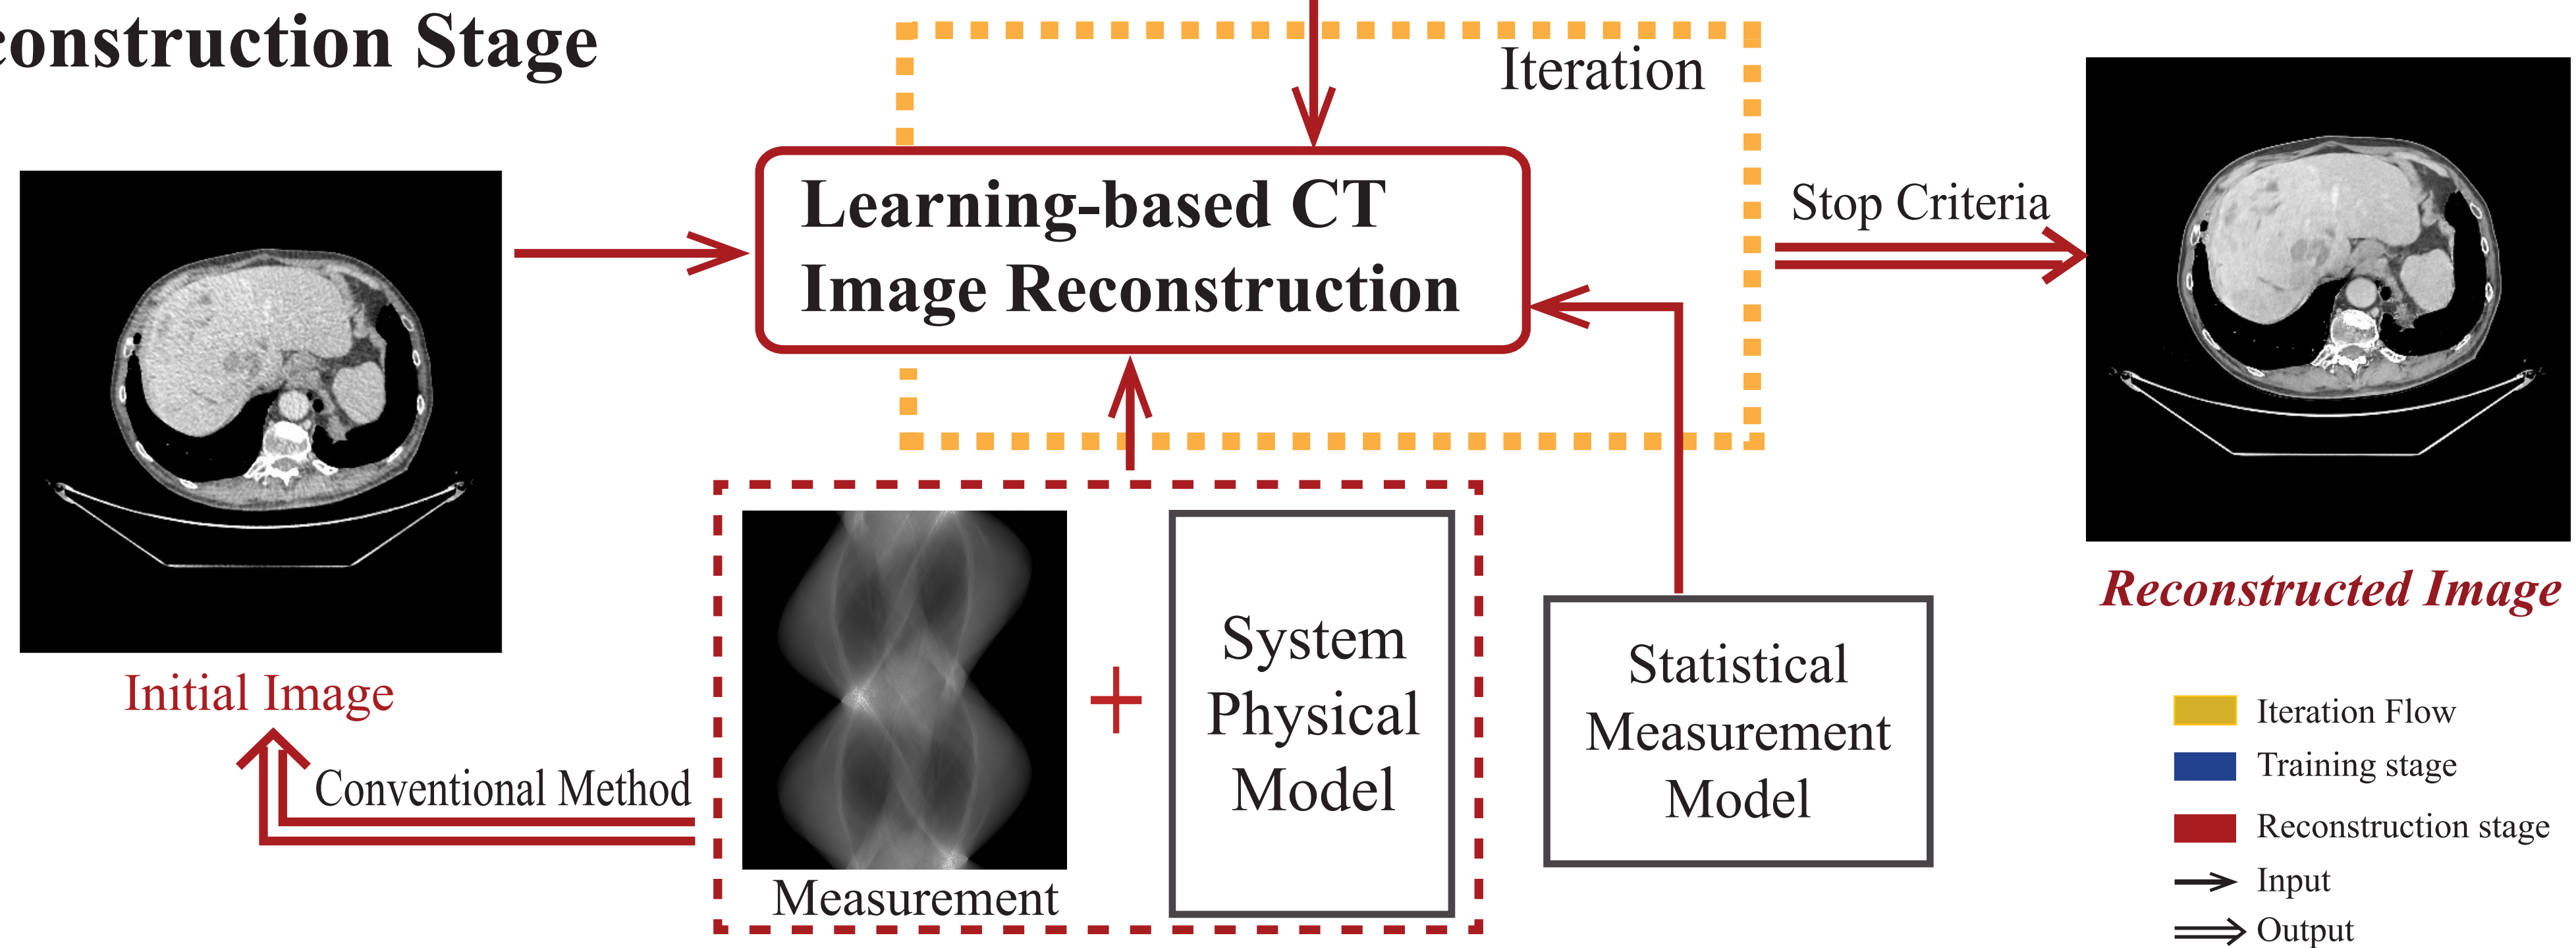 construction Stage
Iteration
Learning-based CT
Image Reconstruction
Stop Criteria
Reconstructed Image
Initial Image
Conventional Method
Measurement
+
System
Physical
Model
Statistical
Measurement
Model
Iteration Flow
Training stage
Reconstruction stage
Input
Output